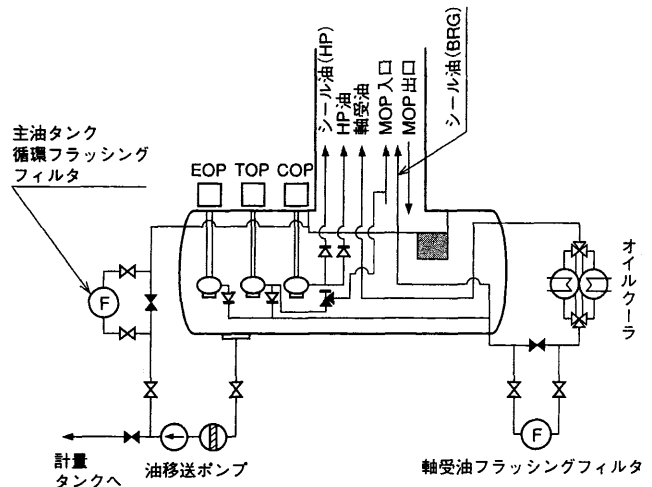 シール油(HP)
HP油
軸受油
MOP入口
MOP出口
シール油(BRG)
主油タンク
循環フラッシング
フィルタ
EOP TOP COP
オイルクーラ
F
F
計量
タンクへ
油移送ポンプ
軸受油フラッシングフィルタ